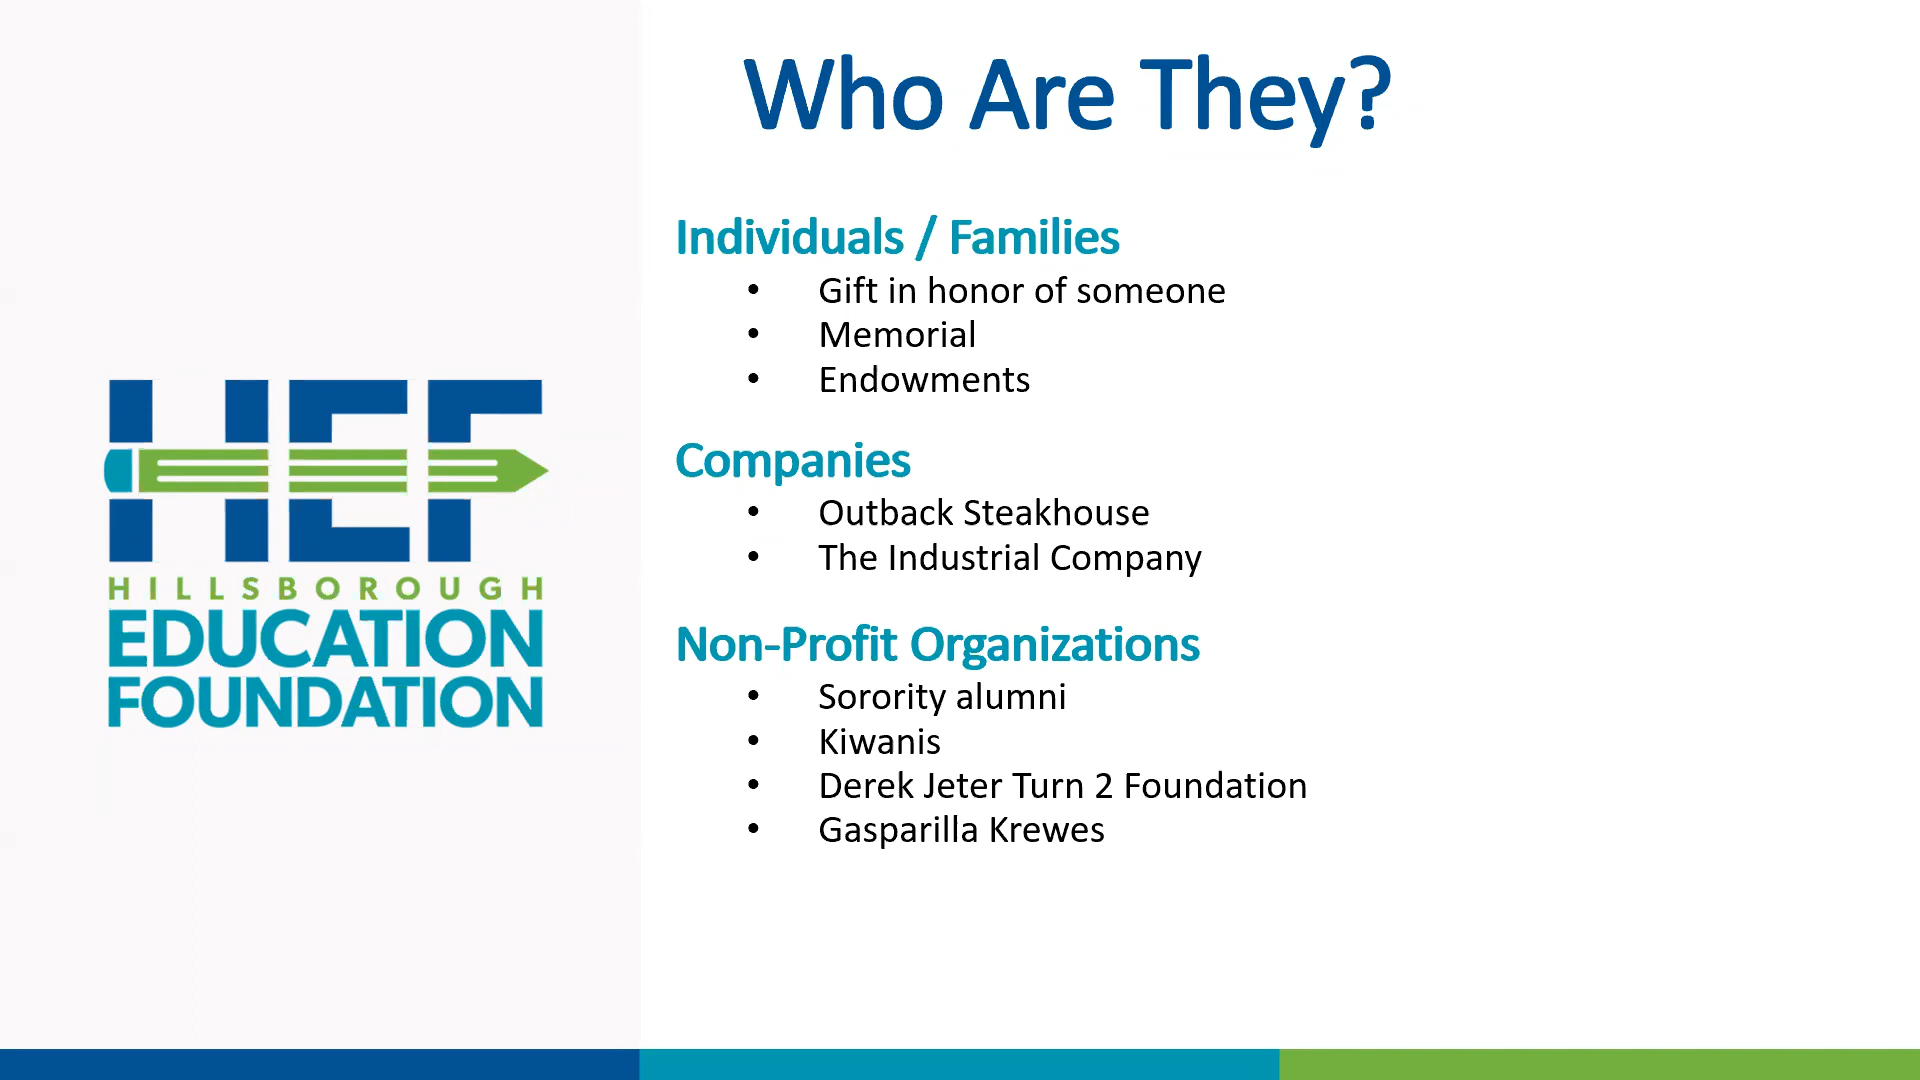 HEF
HILLSBOROUGH
EDUCATION
FOUNDATION
Who Are They?
Individuals / Families
• Gift in honor of someone
• Memorial
• Endowments
Companies
• Outback Steakhouse
• The Industrial Company
Non-Profit Organizations
• Sorority alumni
• Kiwanis
• Derek Jeter Turn 2 Foundation
• Gasparilla Krewes